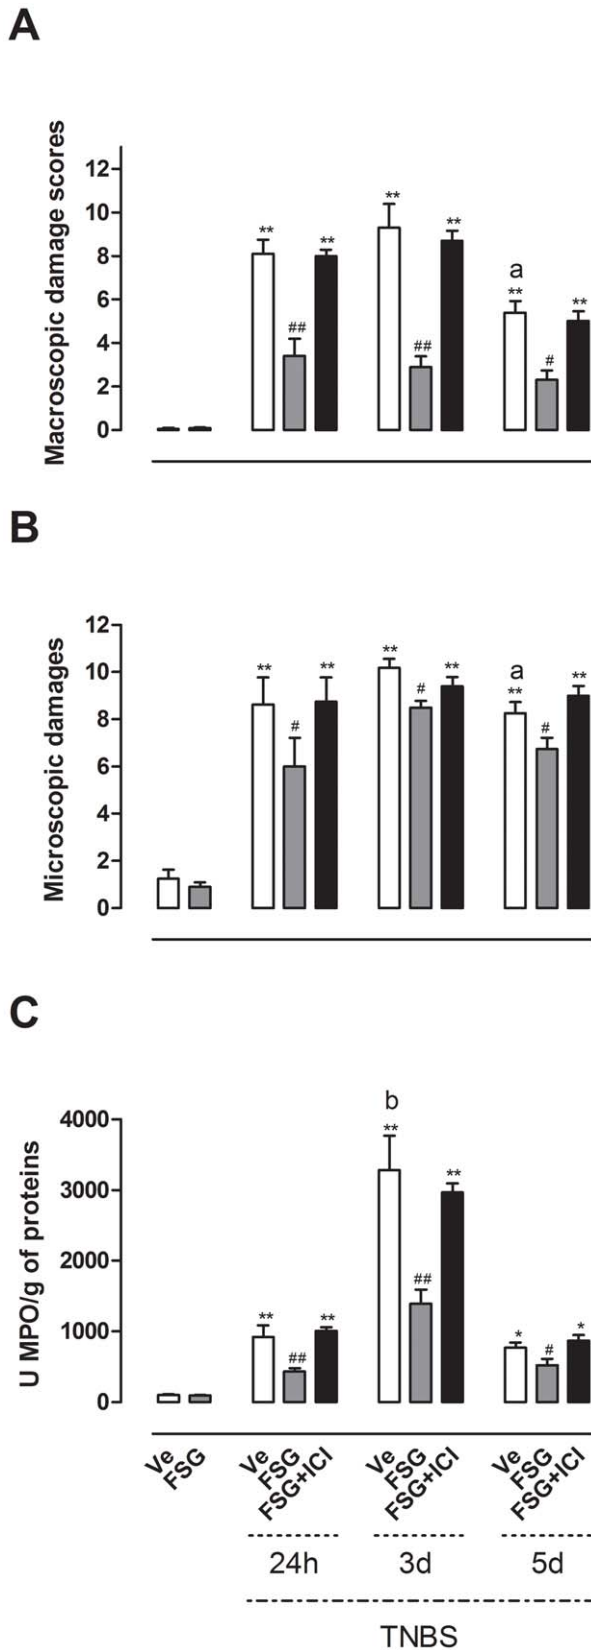 A
Macroscopic damage scores
12
10
8
6
4
2
0
** ## ** ** ## ** a ** # **
B
Microscopic damages
12
10
8
6
4
2
0
** # ** ** # ** a ** # **
C
U MPO/g of proteins
4000
3000
2000
1000
0
** ## ** b ** ## ** * # *
Ve FSG Ve FSG FSG+ICI Ve FSG FSG+ICI Ve FSG FSG+ICI
24h 3d 5d
TNBS